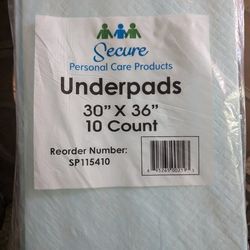 Secure
Personal Care Products
Underpads
30" X 36"
10 Count
Reorder Number:
SP115410